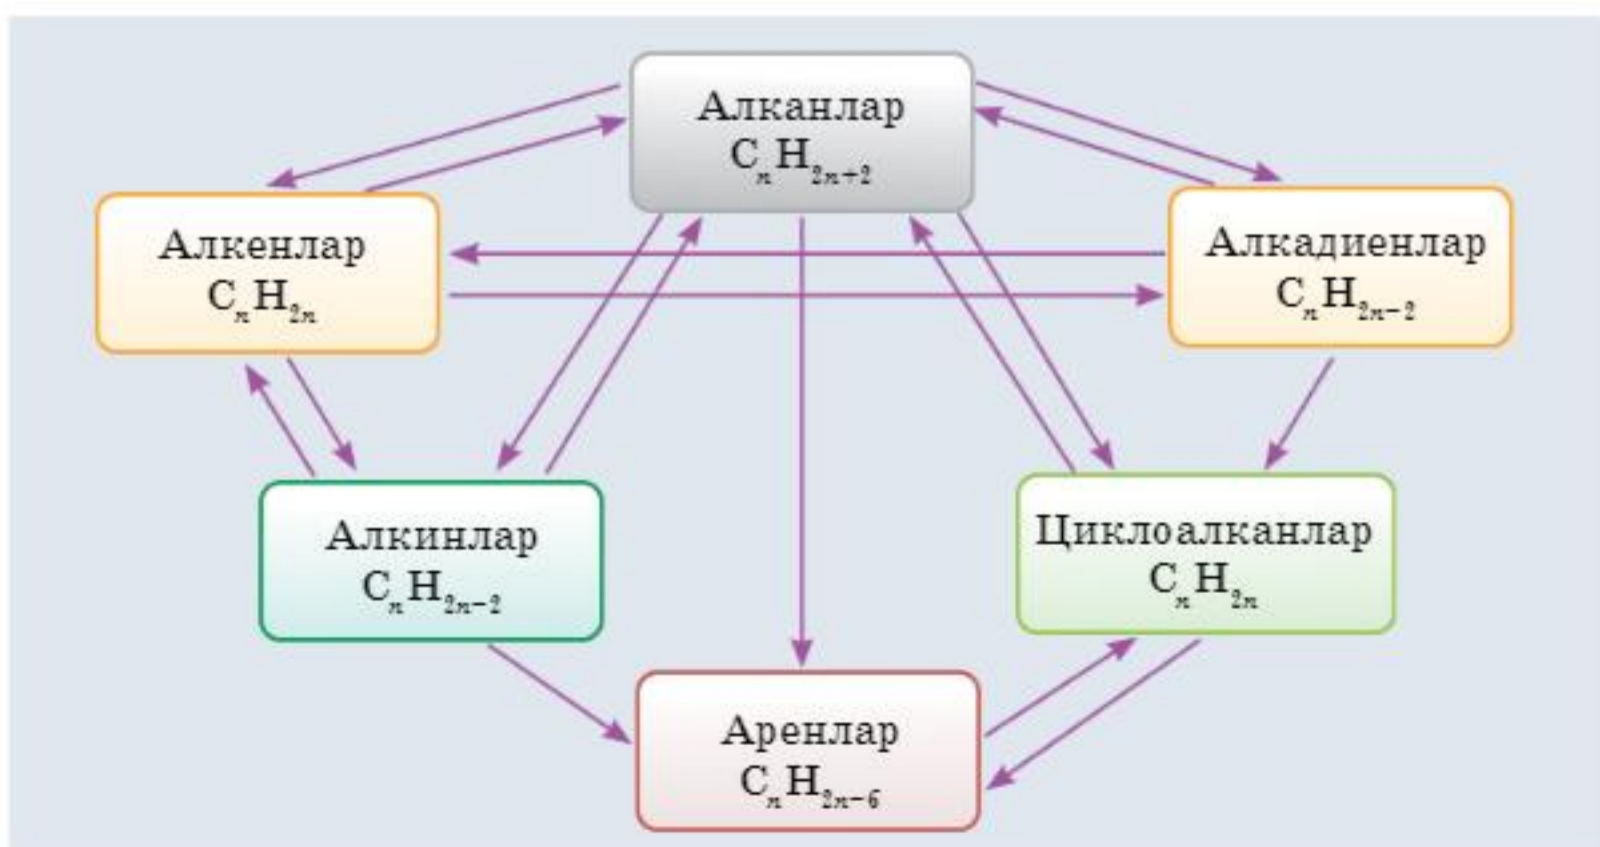 Алканлар
CₙH₂ₙ₊₂
Алкенлар
CₙH₂ₙ
Алкадиенлар
CₙH₂ₙ₋₂
Алкинлар
CₙH₂ₙ₋₂
Циклоалканлар
CₙH₂ₙ
Аренлар
CₙH₂ₙ₋₆